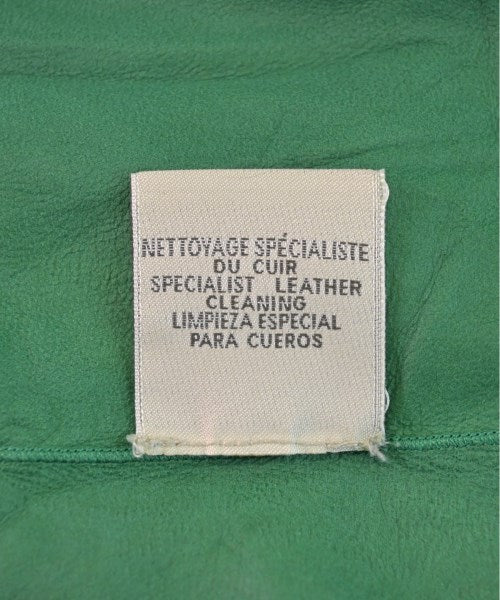 NETTOYAGE SPÉCIALISTE
DU CUIR
SPECIALIST LEATHER
CLEANING
LIMPIEZA ESPECIAL
PARA CUEROS